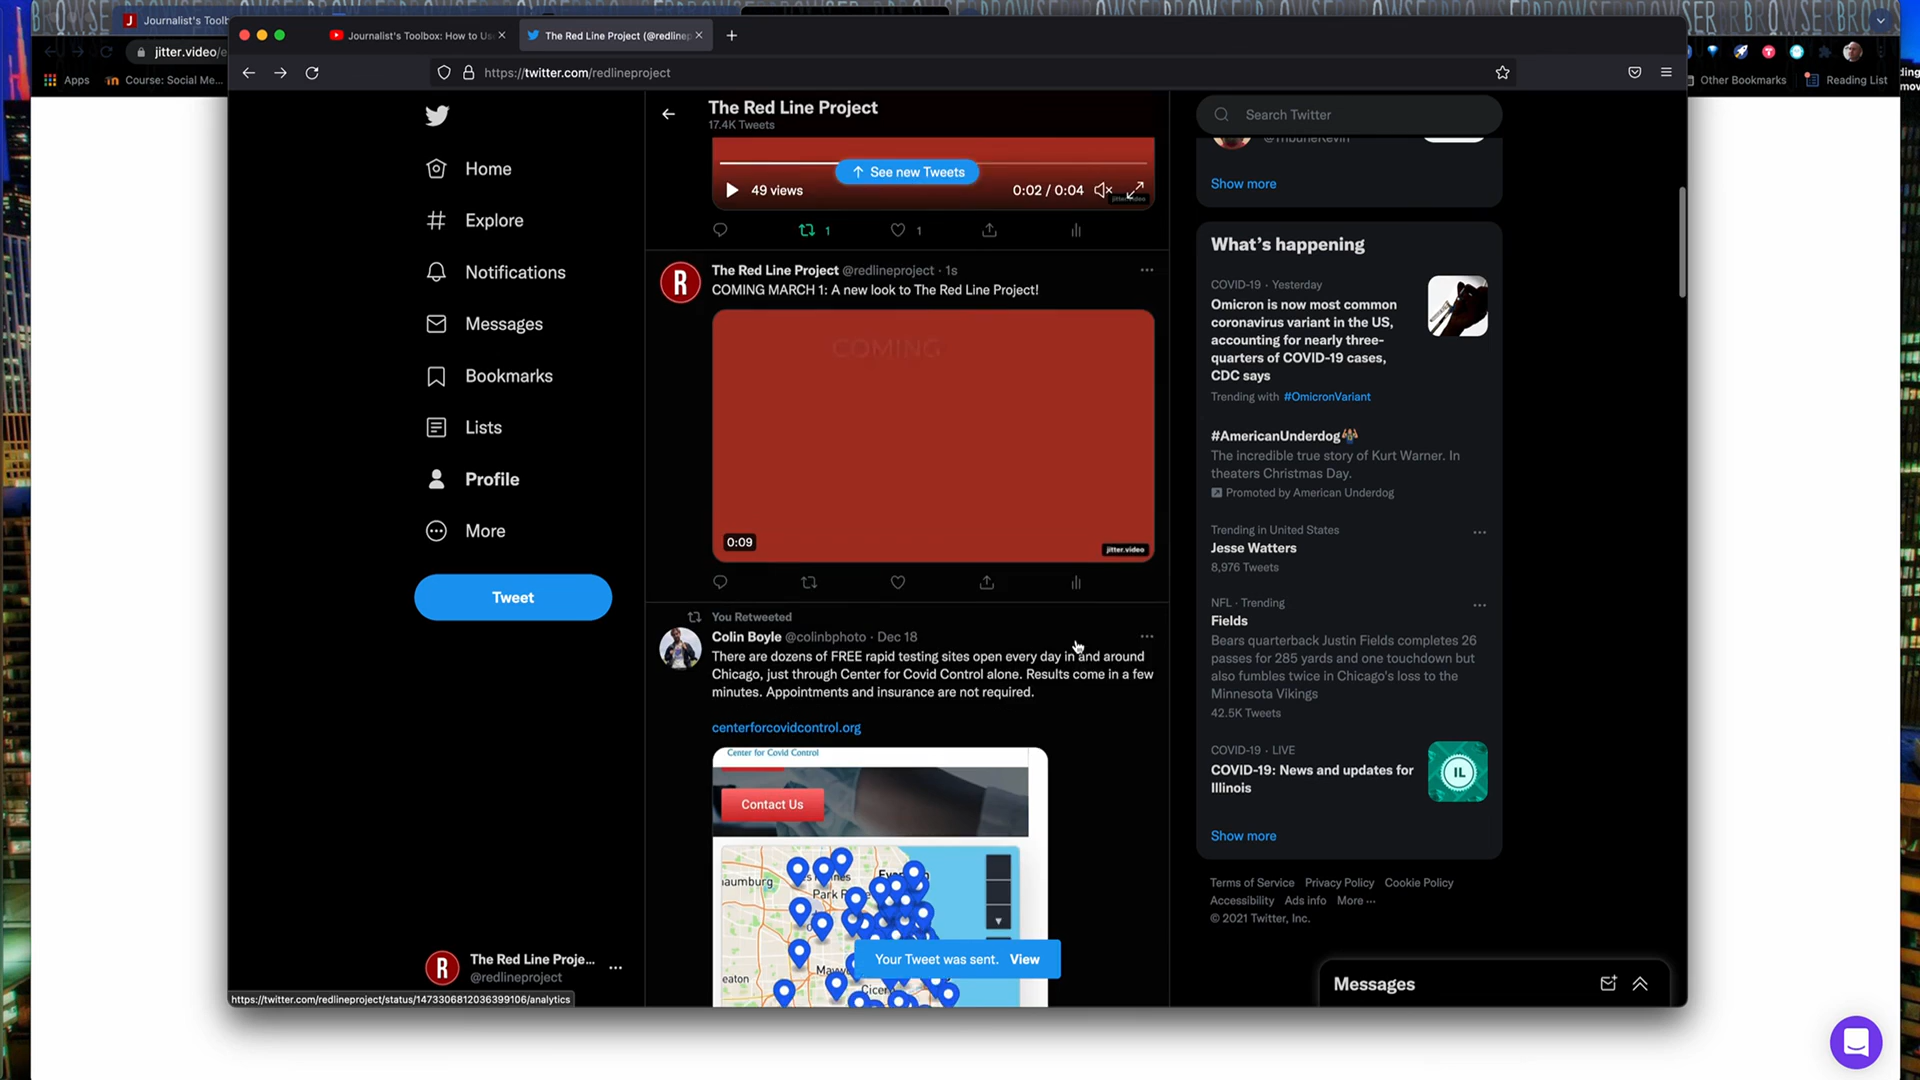 Journalist's Toolb
jitter.video/e
Apps
Course: Social Me...
Journalist's Toolbox: How to Us
The Red Line Project (@redlinep
https://twitter.com/redlineproject
Other Bookmarks
Reading List
Home
Explore
Notifications
Messages
Bookmarks
Lists
Profile
More
Tweet
The Red Line Proje...
@redlineproject
https://twitter.com/redlineproject/status/1473306812036399106/analytics
The Red Line Project
17.4K Tweets
See new Tweets
49 views
0:02 / 0:04
1
1
The Red Line Project @redlineproject · 1s
COMING MARCH 1: A new look to The Red Line Project!
COMING
0:09
jitter.video
You Retweeted
Colin Boyle @colinbphoto · Dec 18
There are dozens of FREE rapid testing sites open every day in and around
Chicago, just through Center for Covid Control alone. Results come in a few
minutes. Appointments and insurance are not required.
centerforcovidcontrol.org
Center for Covid Control
Contact Us
Your Tweet was sent. View
Search Twitter
@TribuneKevin
Show more
What's happening
COVID-19 · Yesterday
Omicron is now most common
coronavirus variant in the US,
accounting for nearly three-
quarters of COVID-19 cases,
CDC says
Trending with #OmicronVariant
#AmericanUnderdog
The incredible true story of Kurt Warner. In
theaters Christmas Day.
Promoted by American Underdog
Trending in United States
Jesse Watters
8,976 Tweets
NFL · Trending
Fields
Bears quarterback Justin Fields completes 26
passes for 285 yards and one touchdown but
also fumbles twice in Chicago's loss to the
Minnesota Vikings
42.5K Tweets
COVID-19 · LIVE
COVID-19: News and updates for
Illinois
IL
Show more
Terms of Service Privacy Policy Cookie Policy
Accessibility Ads info More ···
© 2021 Twitter, Inc.
Messages